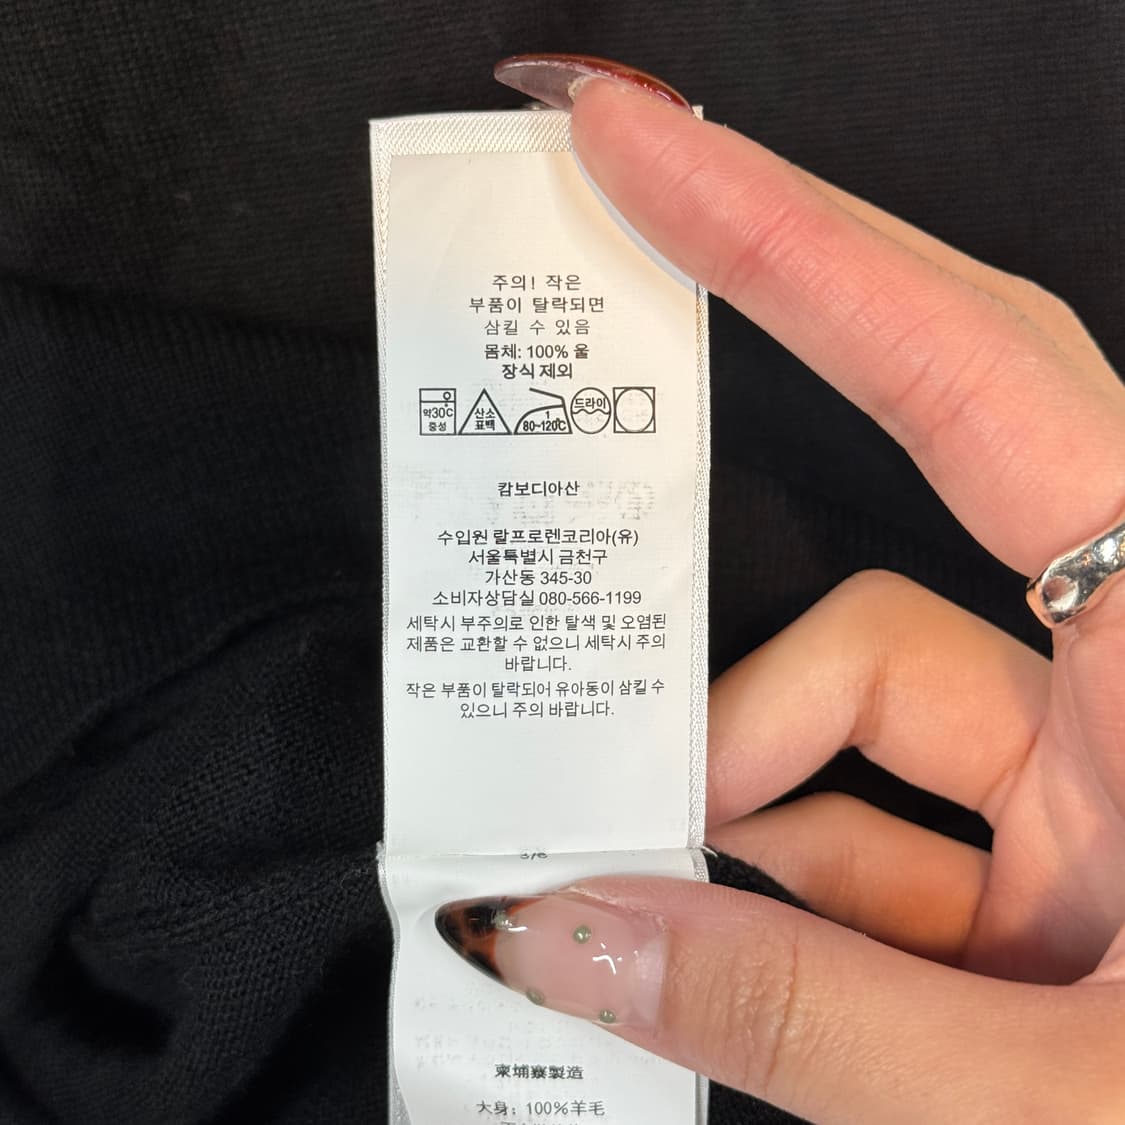 주의! 작은
부품이 탈락되면
삼킬 수 있음
몸체: 100% 울
장식 제외
약30℃
중성
산소
표백
1
80~120℃
드라이
캄보디아산
수입원 랄프로렌코리아(유)
서울특별시 금천구
가산동 345-30
소비자상담실 080-566-1199
세탁시 부주의로 인한 탈색 및 오염된
제품은 교환할 수 없으니 세탁시 주의
바랍니다.
작은 부품이 탈락되어 유아동이 삼킬 수
있으니 주의 바랍니다.
柬埔寨製造
大身: 100%羊毛